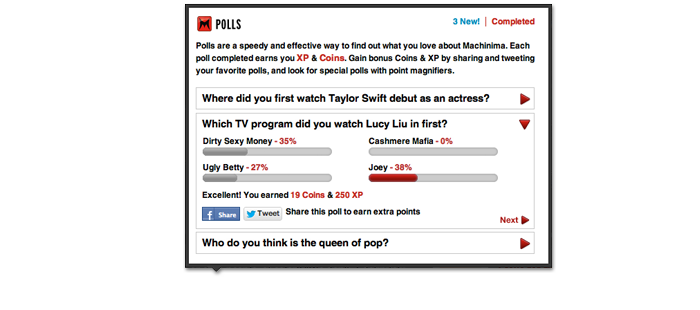 POLLS
3 New! | Completed
Polls are a speedy and effective way to find out what you love about Machinima. Each
poll completed earns you XP & Coins. Gain bonus Coins & XP by sharing and tweeting
your favorite polls, and look for special polls with point magnifiers.
Where did you first watch Taylor Swift debut as an actress?
Which TV program did you watch Lucy Liu in first?
Dirty Sexy Money - 35%
Cashmere Mafia - 0%
Ugly Betty - 27%
Joey - 38%
Excellent! You earned 19 Coins & 250 XP
f Share
Tweet
Share this poll to earn extra points
Next
Who do you think is the queen of pop?